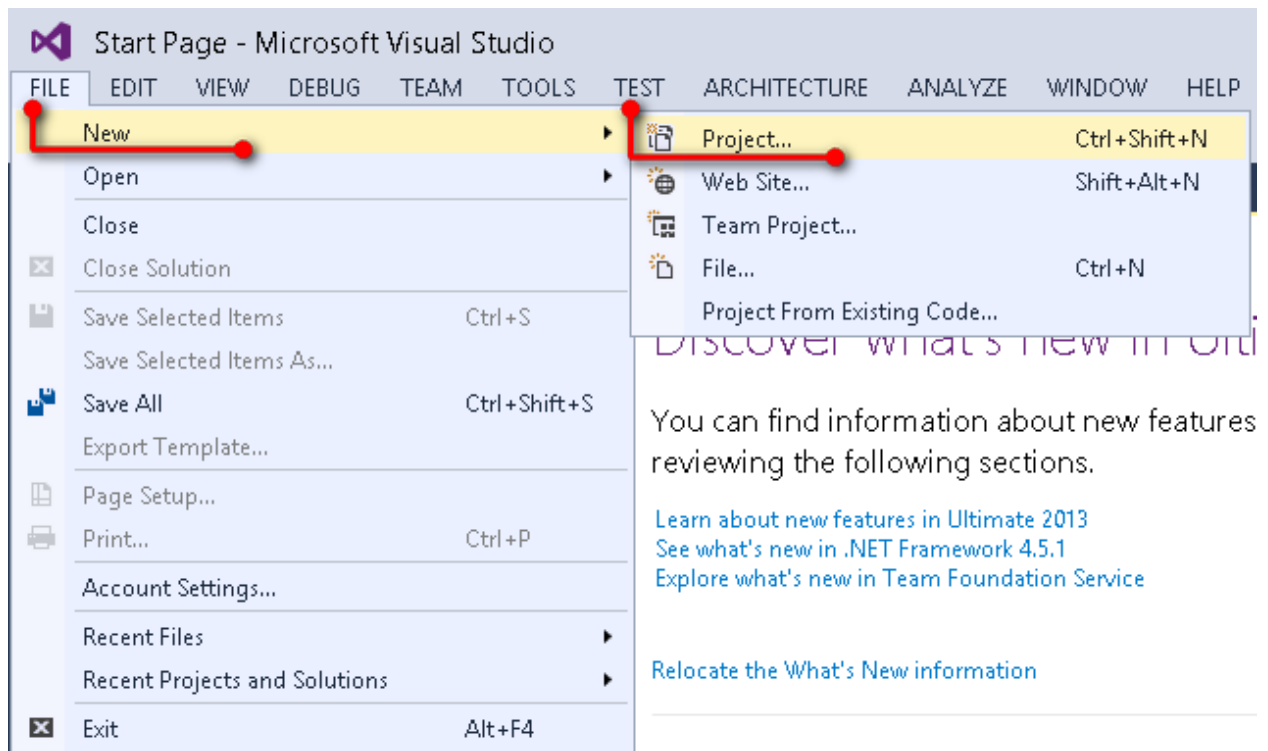 Start Page - Microsoft Visual Studio
FILE EDIT VIEW DEBUG TEAM TOOLS TEST ARCHITECTURE ANALYZE WINDOW HELP
New
Open
Close
Close Solution
Save Selected Items Ctrl+S
Save Selected Items As...
Save All Ctrl+Shift+S
Export Template...
Page Setup...
Print... Ctrl+P
Account Settings...
Recent Files
Recent Projects and Solutions
Exit Alt+F4
Project... Ctrl+Shift+N
Web Site... Shift+Alt+N
Team Project...
File... Ctrl+N
Project From Existing Code...
Discover what's new in Ulti
You can find information about new features
reviewing the following sections.
Learn about new features in Ultimate 2013
See what's new in .NET Framework 4.5.1
Explore what's new in Team Foundation Service
Relocate the What's New information